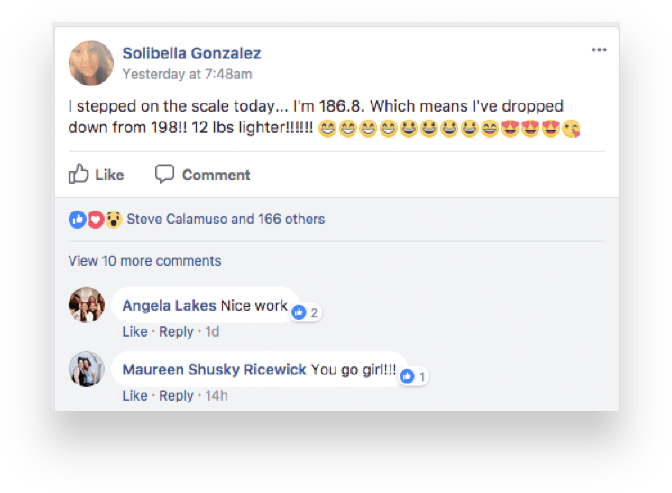 Solibella Gonzalez
Yesterday at 7:48am
I stepped on the scale today... I'm 186.8. Which means I've dropped
down from 198!! 12 lbs lighter!!!!!! 😁😁😁😁😃😃😃😃😄😍😍😍😘
Like Comment
Steve Calamuso and 166 others
View 10 more comments
Angela Lakes Nice work 2
Like · Reply · 1d
Maureen Shusky Ricewick You go girl!!! 1
Like · Reply · 14h